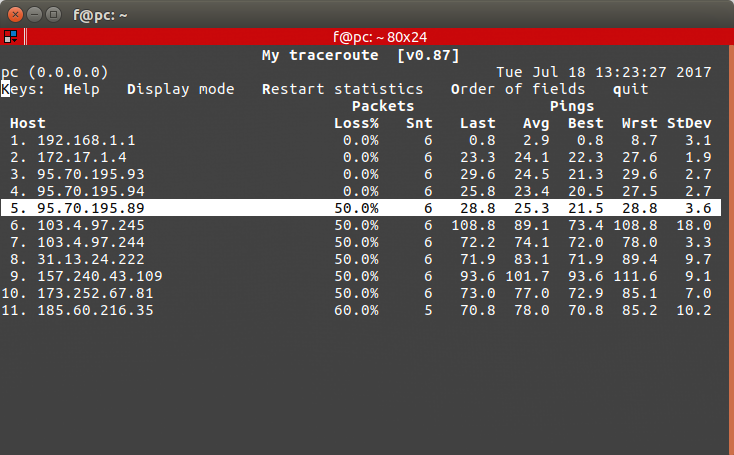 f@pc: ~
f@pc: ~ 80x24
My traceroute  [v0.87]
pc (0.0.0.0) Tue Jul 18 13:23:27 2017
Keys:  Help   Display mode   Restart statistics   Order of fields   quit
Packets Pings
Host Loss% Snt Last Avg Best Wrst StDev
1. 192.168.1.1 0.0% 6 0.8 2.9 0.8 8.7 3.1
2. 172.17.1.4 0.0% 6 23.3 24.1 22.3 27.6 1.9
3. 95.70.195.93 0.0% 6 29.6 24.5 21.3 29.6 2.7
4. 95.70.195.94 0.0% 6 25.8 23.4 20.5 27.5 2.7
5. 95.70.195.89 50.0% 6 28.8 25.3 21.5 28.8 3.6
6. 103.4.97.245 50.0% 6 108.8 89.1 73.4 108.8 18.0
7. 103.4.97.244 50.0% 6 72.2 74.1 72.0 78.0 3.3
8. 31.13.24.222 50.0% 6 71.9 83.1 71.9 89.4 9.7
9. 157.240.43.109 50.0% 6 93.6 101.7 93.6 111.6 9.1
10. 173.252.67.81 50.0% 6 73.0 77.0 72.9 85.1 7.0
11. 185.60.216.35 60.0% 5 70.8 78.0 70.8 85.2 10.2